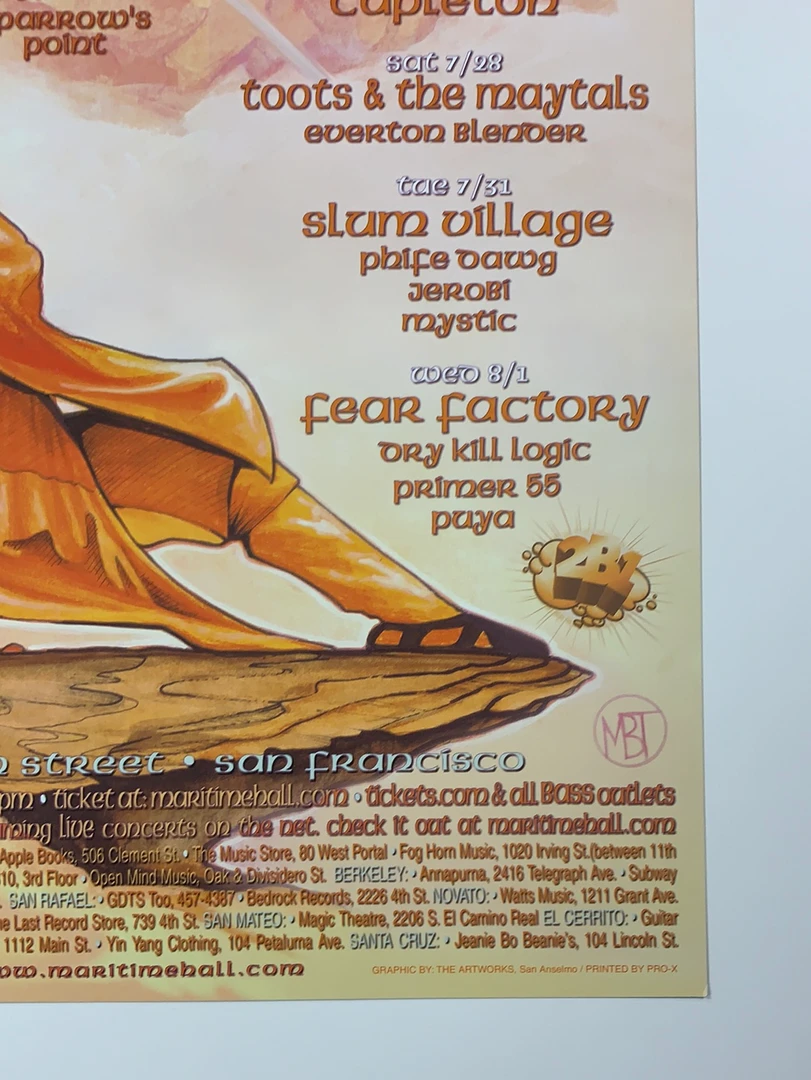 parrow's
point
capleton
sat 7/28
toots & the maytals
everton blender
tue 7/31
slum village
phife dawg
jerobi
mystic
wed 8/1
fear factory
dry kill logic
primer 55
puya
2B1
MBT
street • san francisco
pm • ticket at: maritimehall.com • tickets.com & all BASS outlets
ming live concerts on the net. check it out at maritimehall.com
Apple Books, 506 Clement St. • The Music Store, 80 West Portal • Fog Horn Music, 1020 Irving St.(between 11th
10, 3rd Floor • Open Mind Music, Oak & Divisidero St. BERKELEY: • Annapurna, 2416 Telegraph Ave. • Subway
. SAN RAFAEL: • GDTS Too, 457-4387 • Bedrock Records, 2226 4th St. NOVATO: • Watts Music, 1211 Grant Ave.
e Last Record Store, 739 4th St. SAN MATEO: • Magic Theatre, 2206 S. El Camino Real EL CERRITO: • Guitar
1112 Main St. • Yin Yang Clothing, 104 Petaluma Ave. SANTA CRUZ: • Jeanie Bo Beanie's, 104 Lincoln St.
ww.maritimehall.com
GRAPHIC BY: THE ARTWORKS, San Anselmo / PRINTED BY PRO-X